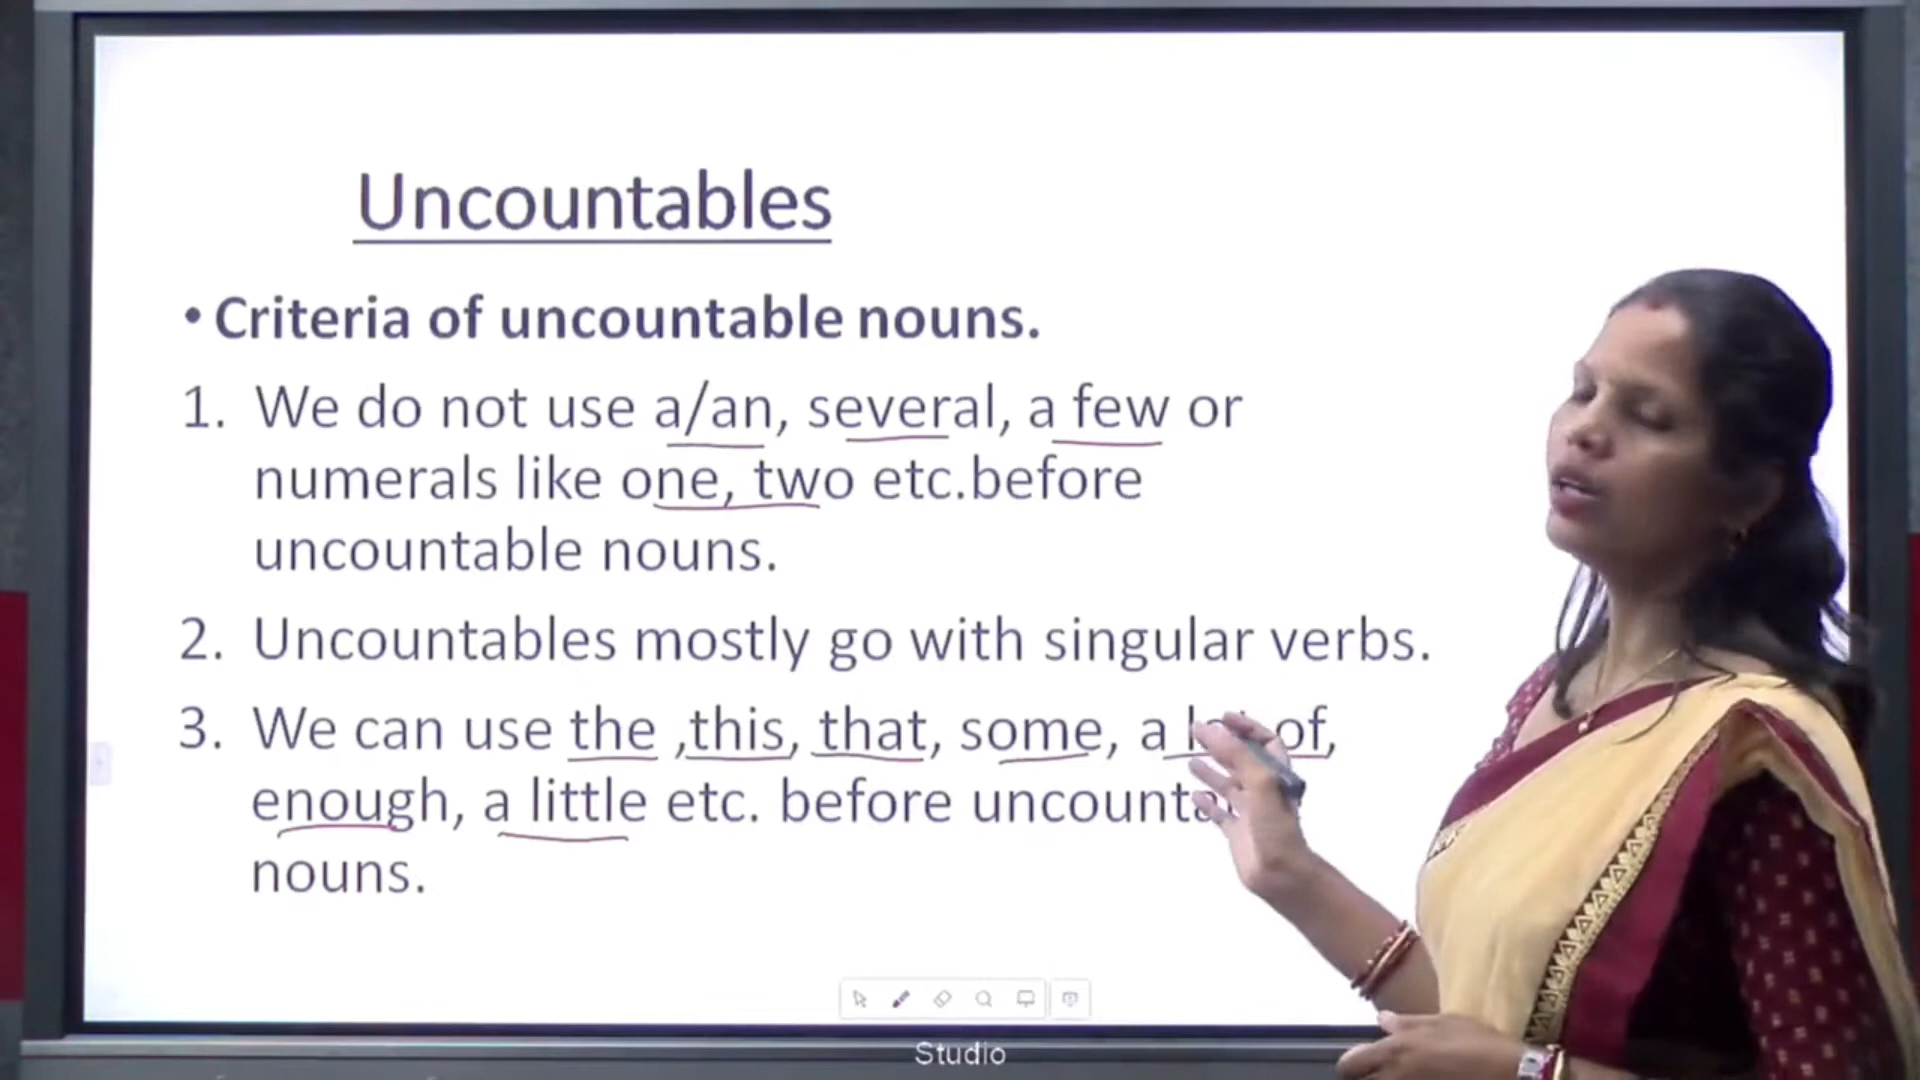 Uncountables
• Criteria of uncountable nouns.
1. We do not use a/an, several, a few or
numerals like one, two etc.before
uncountable nouns.
2. Uncountables mostly go with singular verbs.
3. We can use the ,this, that, some, a lot of,
enough, a little etc. before
nouns.
Studio